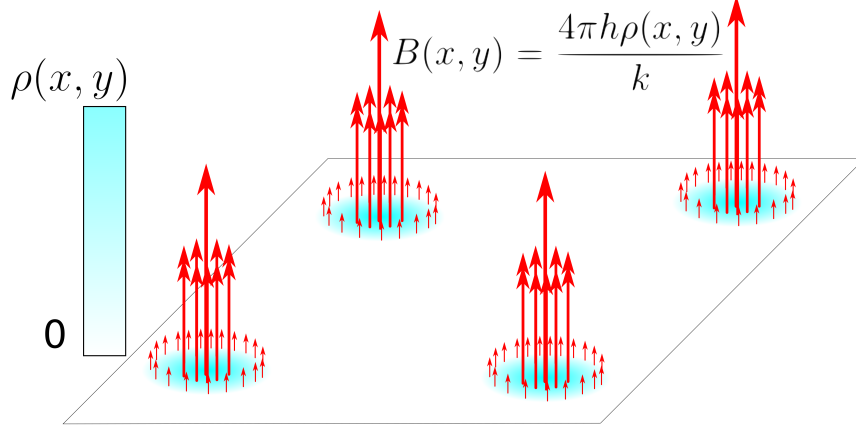 B(x, y) = 4πhρ(x, y) / k
ρ(x, y)
0